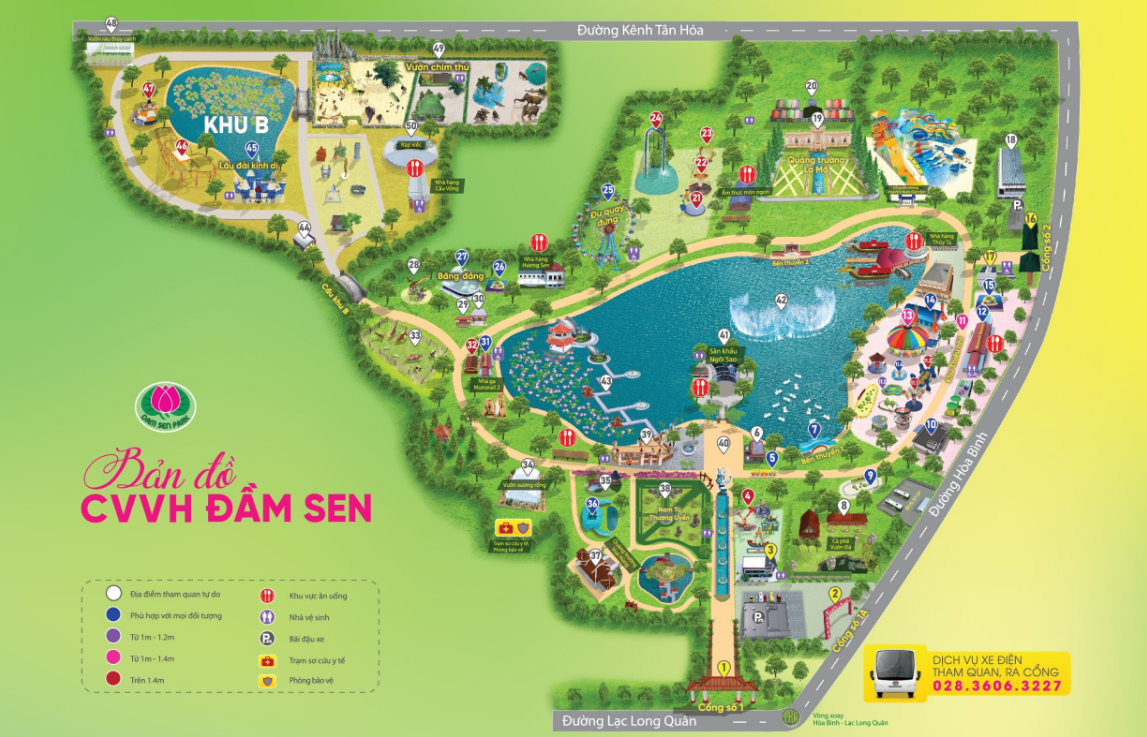 Đường Kênh Tân Hóa
48
Vườn rau thủy canh
49
Vườn chim thú
47
KHU B
50
Rạp xiếc
46
45
Lâu đài kinh dị
Nhà hàng
Cầu Vồng
44
Cầu khu B
24
23
22
21
20
19
Quảng trường
La Mã
Ẩm thực món ngon
18
P
16
Cổng số 2
25
Đu quay
đứng
Nhà hàng
Thủy Tạ
Bến thuyền 2
17
15
28
27
Băng đăng
26
Nhà hàng
Hương Sen
29
30
33
32
31
Nhà ga
Monorail 2
42
41
Sân khấu
Ngôi Sao
14
13
12
11
43
39
40
6
7
Bến thuyền
5
10
9
Đường Hòa Bình
34
Vườn xương rồng
35
36
38
Nam Tú
Thượng Uyển
37
4
8
Cà phê
Vườn Đá
3
Trạm sơ cứu y tế
Phòng bảo vệ
P
2
Cổng số 1A
1
Cổng số 1
Đường Lạc Long Quân
Vòng xoay
Hòa Bình - Lạc Long Quân
DAM SEN PARK
Bản đồ
CVVH ĐẦM SEN
Địa điểm tham quan tự do
Phù hợp với mọi đối tượng
Từ 1m - 1.2m
Từ 1m - 1.4m
Trên 1.4m
Khu vực ăn uống
Nhà vệ sinh
P
Bãi đậu xe
Trạm sơ cứu y tế
Phòng bảo vệ
DỊCH VỤ XE ĐIỆN
THAM QUAN, RA CỔNG
028.3606.3227